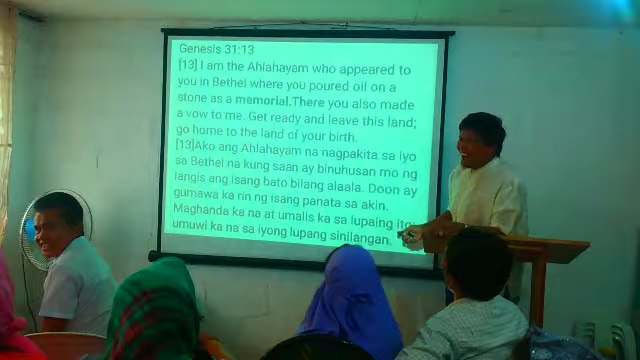 Genesis 31:13
[13] I am the Ahlahayam who appeared to
you in Bethel where you poured oil on a
stone as a memorial.There you also made
a vow to me. Get ready and leave this land;
go home to the land of your birth.
[13]Ako ang Ahlahayam na nagpakita sa iyo
sa Bethel na kung saan ay binuhusan mo ng
langis ang isang bato bilang alaala. Doon ay
gumawa ka rin ng isang panata sa akin.
Maghanda ka na at umalis ka sa lupaing ito;
umuwi ka na sa iyong lupang sinilangan.